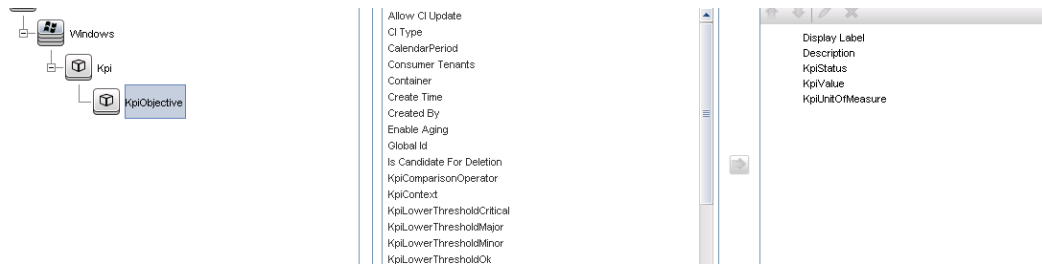 Windows
Kpi
KpiObjective
Allow CI Update
CI Type
CalendarPeriod
Consumer Tenants
Container
Create Time
Created By
Enable Aging
Global Id
Is Candidate For Deletion
KpiComparisonOperator
KpiContext
KpiLowerThresholdCritical
KpiLowerThresholdMajor
KpiLowerThresholdMinor
KpiLowerThresholdOk
Display Label
Description
KpiStatus
KpiValue
KpiUnitOfMeasure